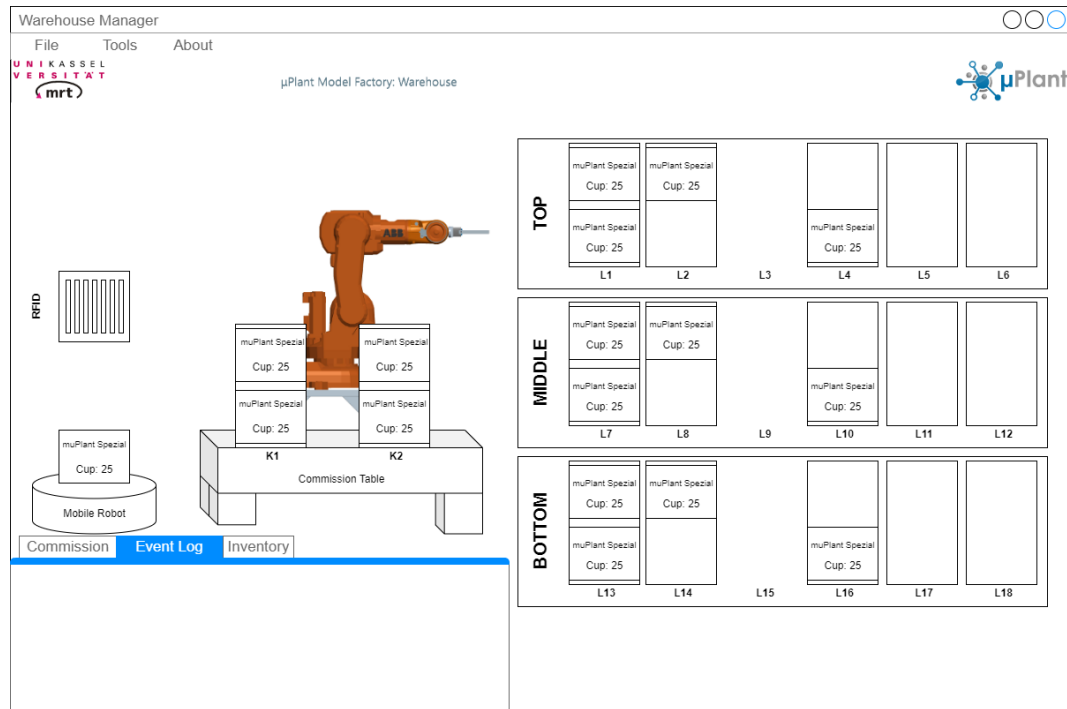 Warehouse Manager
File Tools About
UNIKASSEL
VERSITÄT
mrt
µPlant Model Factory: Warehouse
µPlant
TOP
muPlant Spezial
Cup: 25
muPlant Spezial
Cup: 25
muPlant Spezial
Cup: 25
muPlant Spezial
Cup: 25
L1 L2 L3 L4 L5 L6
MIDDLE
muPlant Spezial
Cup: 25
muPlant Spezial
Cup: 25
muPlant Spezial
Cup: 25
muPlant Spezial
Cup: 25
L7 L8 L9 L10 L11 L12
BOTTOM
muPlant Spezial
Cup: 25
muPlant Spezial
Cup: 25
muPlant Spezial
Cup: 25
muPlant Spezial
Cup: 25
L13 L14 L15 L16 L17 L18
ABB
RFID
muPlant Spezial
Cup: 25
muPlant Spezial
Cup: 25
muPlant Spezial
Cup: 25
muPlant Spezial
Cup: 25
K1 K2
Commission Table
muPlant Spezial
Cup: 25
Mobile Robot
Commission Event Log Inventory